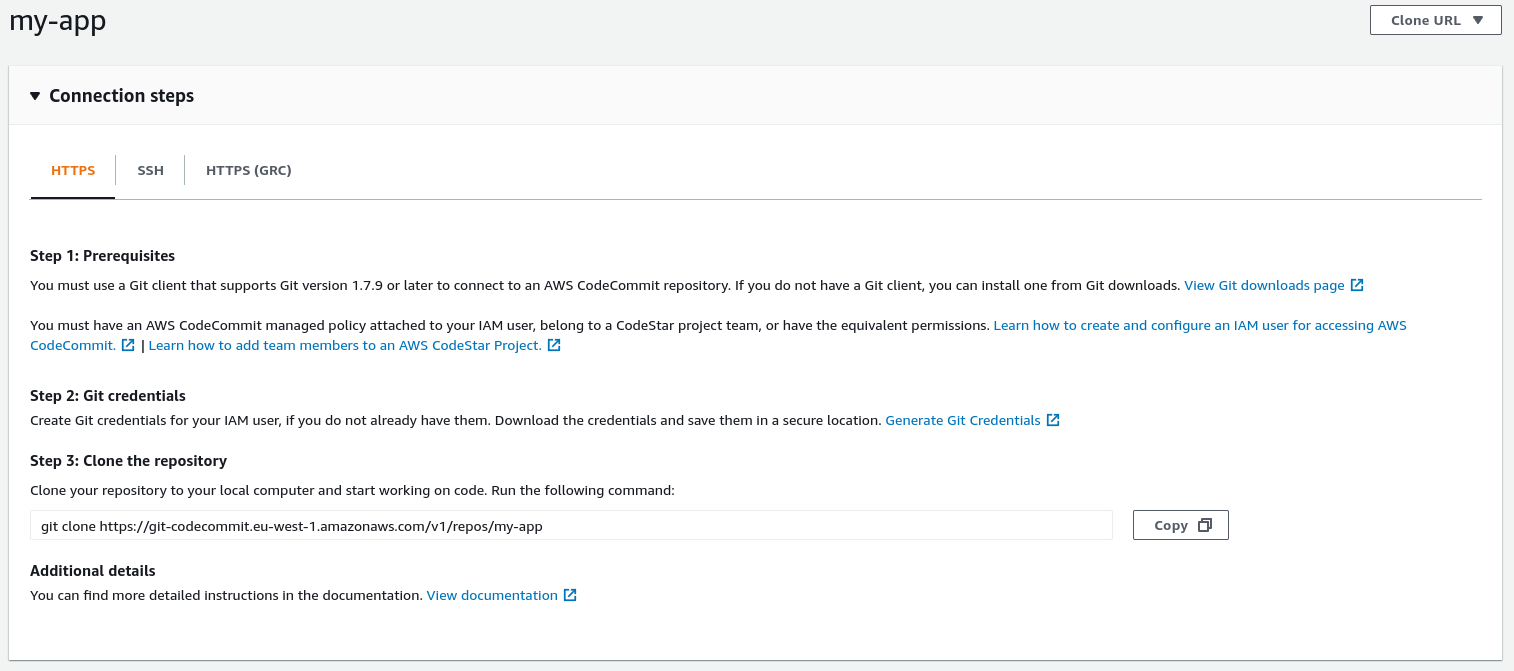 my-app
Clone URL
Connection steps
HTTPS
SSH
HTTPS (GRC)
Step 1: Prerequisites
You must use a Git client that supports Git version 1.7.9 or later to connect to an AWS CodeCommit repository. If you do not have a Git client, you can install one from Git downloads. View Git downloads page
You must have an AWS CodeCommit managed policy attached to your IAM user, belong to a CodeStar project team, or have the equivalent permissions. Learn how to create and configure an IAM user for accessing AWS
CodeCommit. | Learn how to add team members to an AWS CodeStar Project.
Step 2: Git credentials
Create Git credentials for your IAM user, if you do not already have them. Download the credentials and save them in a secure location. Generate Git Credentials
Step 3: Clone the repository
Clone your repository to your local computer and start working on code. Run the following command:
git clone https://git-codecommit.eu-west-1.amazonaws.com/v1/repos/my-app
Copy
Additional details
You can find more detailed instructions in the documentation. View documentation